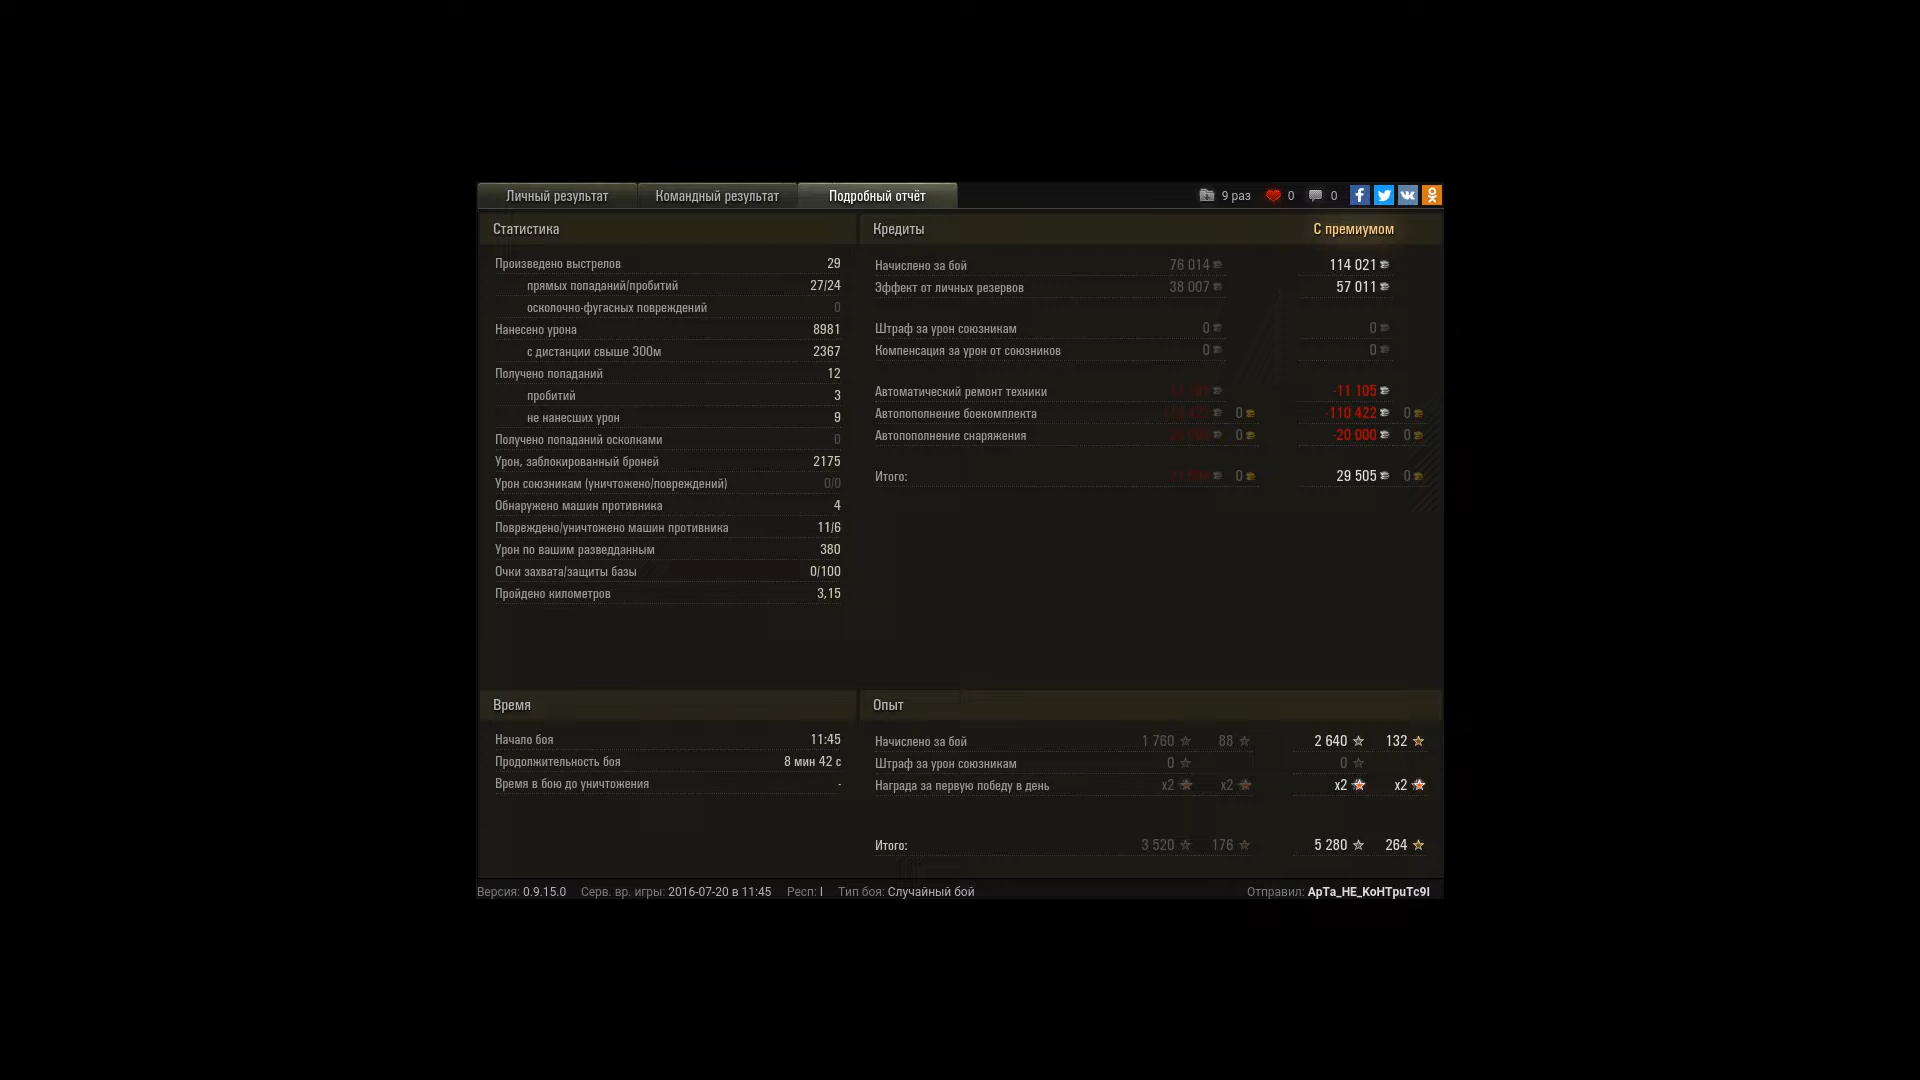 Личный результат Командный результат Подробный отчёт 9 раз 0 0
Статистика
Произведено выстрелов 29
прямых попаданий/пробитий 27/24
осколочно-фугасных повреждений 0
Нанесено урона 8981
с дистанции свыше 300м 2367
Получено попаданий 12
пробитий 3
не нанесших урон 9
Получено попаданий осколками 0
Урон, заблокированный броней 2175
Урон союзникам (уничтожено/повреждений) 0/0
Обнаружено машин противника 4
Повреждено/уничтожено машин противника 11/6
Урон по вашим разведданным 380
Очки захвата/защиты базы 0/100
Пройдено километров 3,15
Кредиты С премиумом
Начислено за бой 76 014 114 021
Эффект от личных резервов 38 007 57 011
Штраф за урон союзникам 0 0
Компенсация за урон от союзников 0 0
Автоматический ремонт техники -11 105
Автопополнение боекомплекта 0 -110 422 0
Автопополнение снаряжения 0 -20 000 0
Итого: 0 29 505 0
Время
Начало боя 11:45
Продолжительность боя 8 мин 42 с
Время в бою до уничтожения -
Опыт
Начислено за бой 1 760 88 2 640 132
Штраф за урон союзникам 0 0
Награда за первую победу в день x2 x2 x2 x2
Итого: 3 520 176 5 280 264
Версия: 0.9.15.0 Серв. вр. игры: 2016-07-20 в 11:45 Респ: I Тип боя: Случайный бой Отправил: ApTa_HE_KoHTpuTc9I